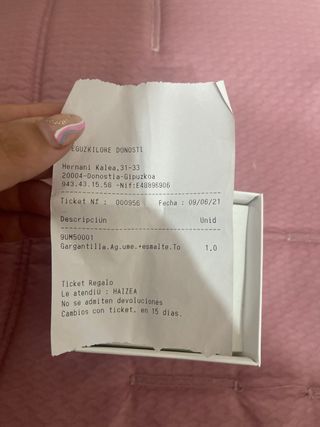 EGUZKILORE DONOSTI
Hernani Kalea,31-33
20004-Donostia-Gipuzkoa
943.43.15.58 -Nif:E48896906
Ticket Nº : 000956 Fecha : 09/06/21
Descripción Unid
9UM50001
Gargantilla.Ag.ume.+esmalte.To 1.0
Ticket Regalo
Le atendió : HAIZEA
No se admiten devoluciones
Cambios con ticket. en 15 dias.